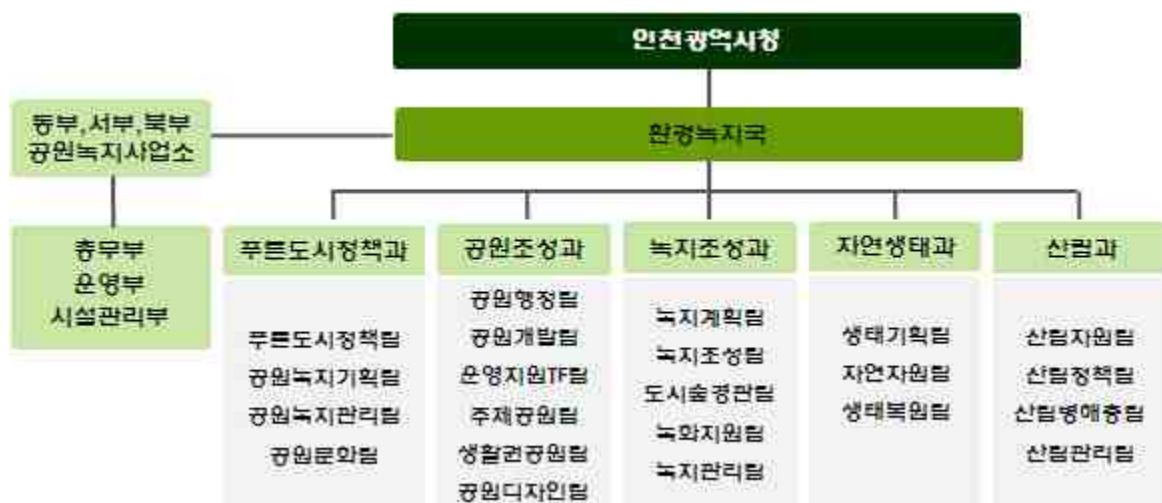 인천광역시청
동부,서부,북부
공원녹지사업소
환경녹지국
총무부
운영부
시설관리부
푸른도시정책과
푸른도시정책팀
공원녹지기획팀
공원녹지관리팀
공원문화팀
공원조성과
공원행정팀
공원개발팀
운영지원TF팀
주제공원팀
생활권공원팀
공원디자인팀
녹지조성과
녹지계획팀
녹지조성팀
도시숲경관팀
녹화지원팀
녹지관리팀
자연생태과
생태기획팀
자연자원팀
생태복원팀
산림과
산림자원팀
산림정책팀
산림병해충팀
산림관리팀